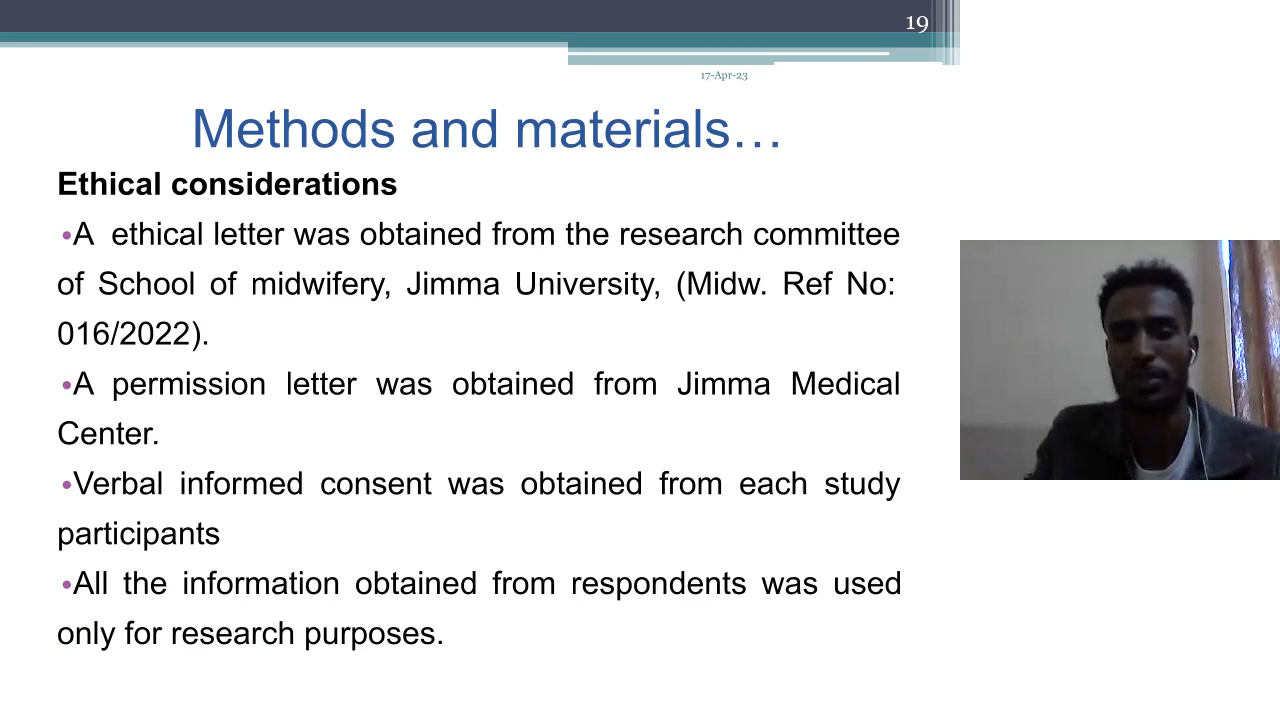 19
17-Apr-23
Methods and materials…
Ethical considerations
•A ethical letter was obtained from the research committee
of School of midwifery, Jimma University, (Midw. Ref No:
016/2022).
•A permission letter was obtained from Jimma Medical
Center.
•Verbal informed consent was obtained from each study
participants
•All the information obtained from respondents was used
only for research purposes.